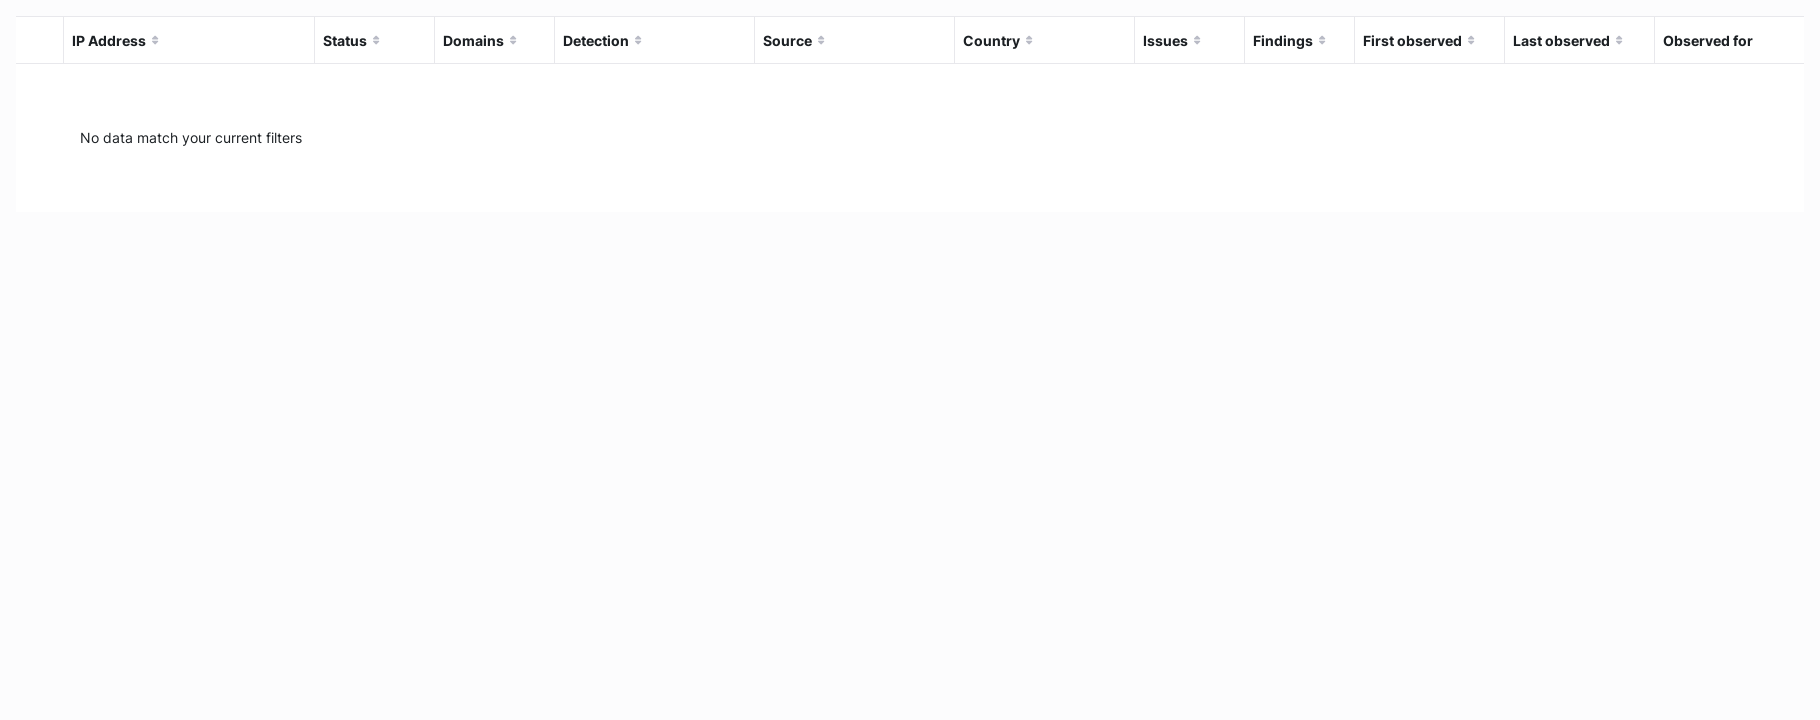 IP Address Status Domains Detection Source Country Issues Findings First observed Last observed Observed for
No data match your current filters